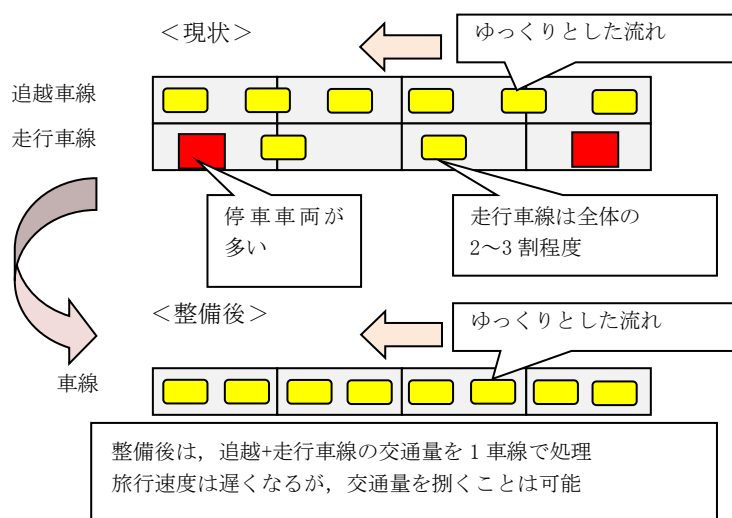 <現状>
ゆっくりとした流れ
追越車線
走行車線
停車車両が
多い
走行車線は全体の
2~3割程度
<整備後>
ゆっくりとした流れ
車線
整備後は,追越+走行車線の交通量を1車線で処理
旅行速度は遅くなるが,交通量を捌くことは可能